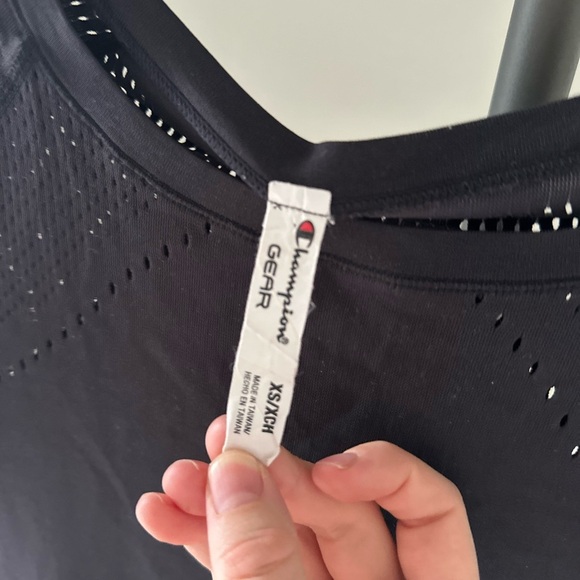 Champion®
GEAR
XS/XCH
MADE IN TAIWAN/
HECHO EN TAIWAN